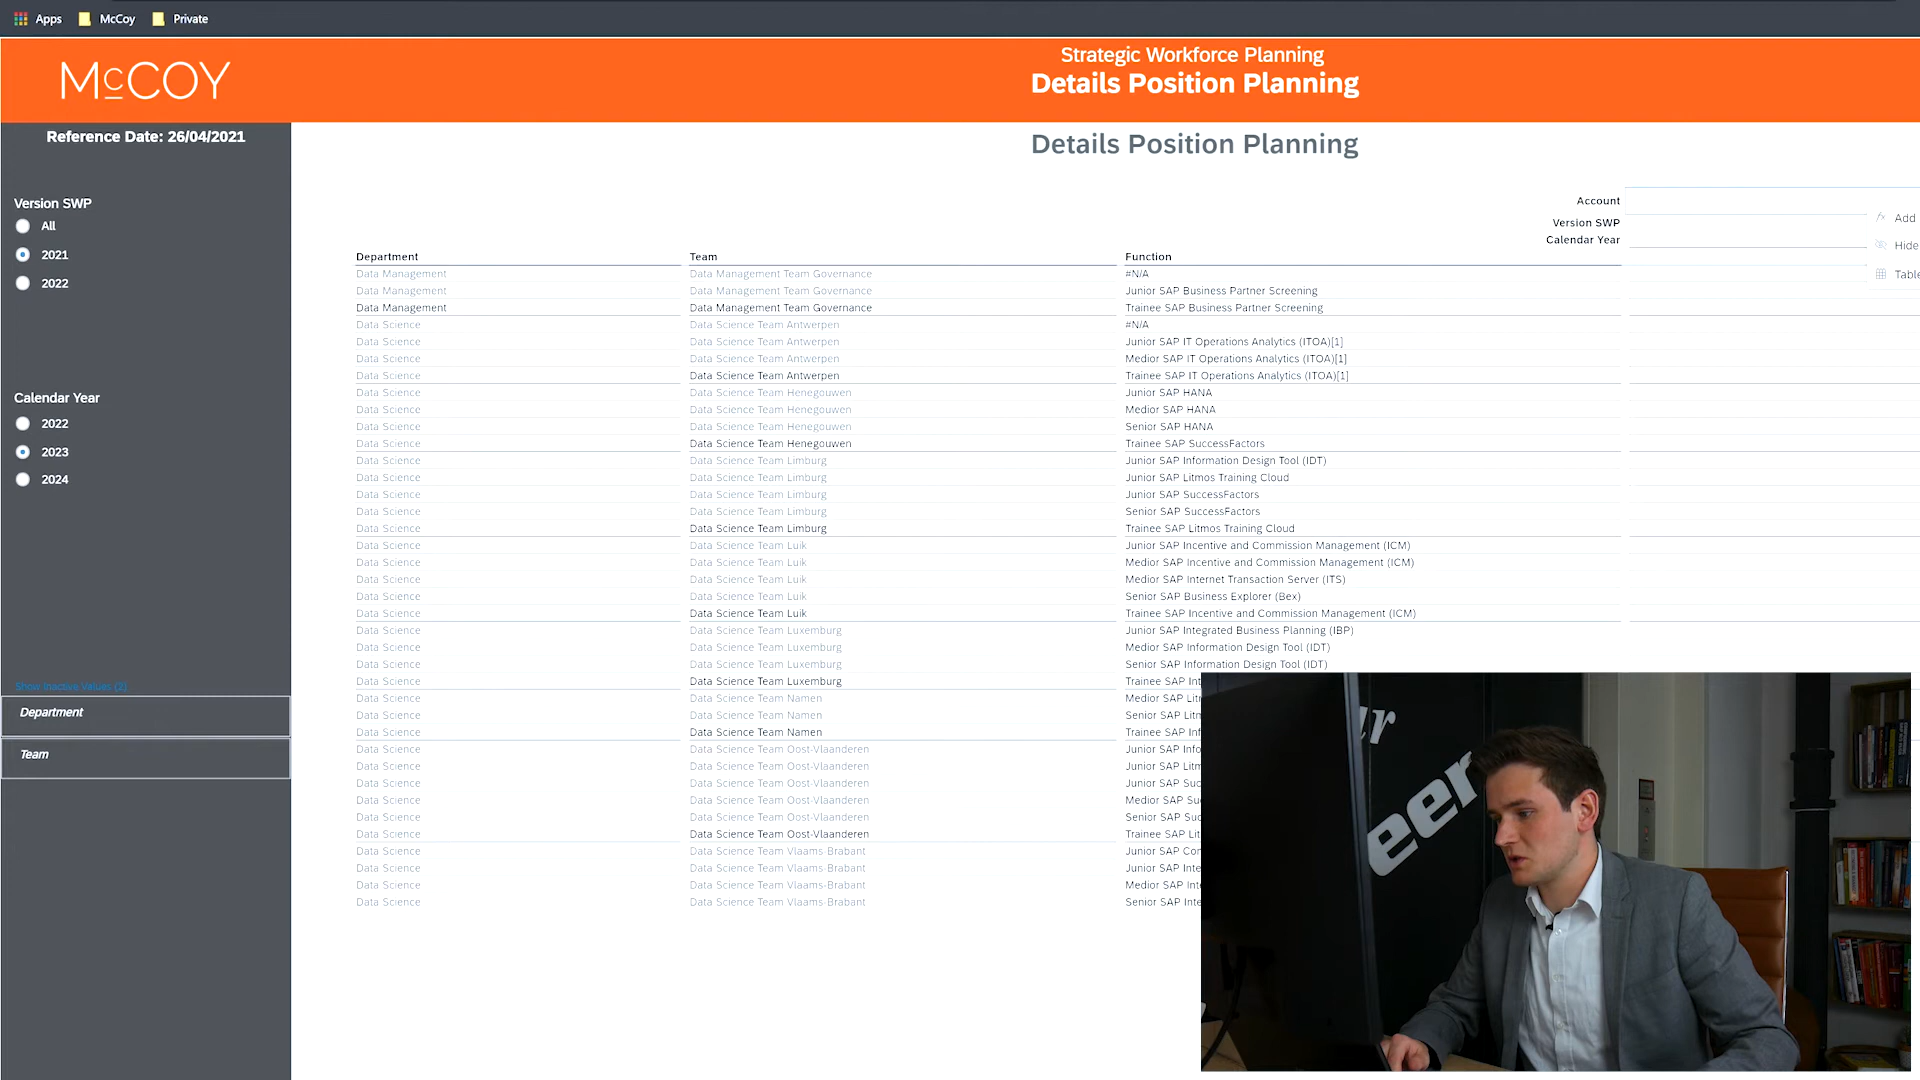 Apps McCoy Private
McCOY
Strategic Workforce Planning
Details Position Planning
Reference Date: 26/04/2021
Details Position Planning
Version SWP
All
2021
2022
Calendar Year
2022
2023
2024
Show Inactive Values (2)
Department
Team
Account
Version SWP
Calendar Year
Add
Hide
Table
Department Team Function
Data Management Data Management Team Governance #N/A
Data Management Data Management Team Governance Junior SAP Business Partner Screening
Data Management Data Management Team Governance Trainee SAP Business Partner Screening
Data Science Data Science Team Antwerpen #N/A
Data Science Data Science Team Antwerpen Junior SAP IT Operations Analytics (ITOA)[1]
Data Science Data Science Team Antwerpen Medior SAP IT Operations Analytics (ITOA)[1]
Data Science Data Science Team Antwerpen Trainee SAP IT Operations Analytics (ITOA)[1]
Data Science Data Science Team Henegouwen Junior SAP HANA
Data Science Data Science Team Henegouwen Medior SAP HANA
Data Science Data Science Team Henegouwen Senior SAP HANA
Data Science Data Science Team Henegouwen Trainee SAP SuccessFactors
Data Science Data Science Team Limburg Junior SAP Information Design Tool (IDT)
Data Science Data Science Team Limburg Junior SAP Litmos Training Cloud
Data Science Data Science Team Limburg Junior SAP SuccessFactors
Data Science Data Science Team Limburg Senior SAP SuccessFactors
Data Science Data Science Team Limburg Trainee SAP Litmos Training Cloud
Data Science Data Science Team Luik Junior SAP Incentive and Commission Management (ICM)
Data Science Data Science Team Luik Medior SAP Incentive and Commission Management (ICM)
Data Science Data Science Team Luik Medior SAP Internet Transaction Server (ITS)
Data Science Data Science Team Luik Senior SAP Business Explorer (Bex)
Data Science Data Science Team Luik Trainee SAP Incentive and Commission Management (ICM)
Data Science Data Science Team Luxemburg Junior SAP Integrated Business Planning (IBP)
Data Science Data Science Team Luxemburg Medior SAP Information Design Tool (IDT)
Data Science Data Science Team Luxemburg Senior SAP Information Design Tool (IDT)
Data Science Data Science Team Luxemburg Trainee SAP Int
Data Science Data Science Team Namen Medior SAP Lit
Data Science Data Science Team Namen Senior SAP Litm
Data Science Data Science Team Namen Trainee SAP Inf
Data Science Data Science Team Oost-Vlaanderen Junior SAP Info
Data Science Data Science Team Oost-Vlaanderen Junior SAP Litm
Data Science Data Science Team Oost-Vlaanderen Junior SAP Suc
Data Science Data Science Team Oost-Vlaanderen Medior SAP Su
Data Science Data Science Team Oost-Vlaanderen Senior SAP Suc
Data Science Data Science Team Oost-Vlaanderen Trainee SAP Lit
Data Science Data Science Team Vlaams-Brabant Junior SAP Con
Data Science Data Science Team Vlaams-Brabant Junior SAP Inte
Data Science Data Science Team Vlaams-Brabant Medior SAP Int
Data Science Data Science Team Vlaams-Brabant Senior SAP Inte
eer